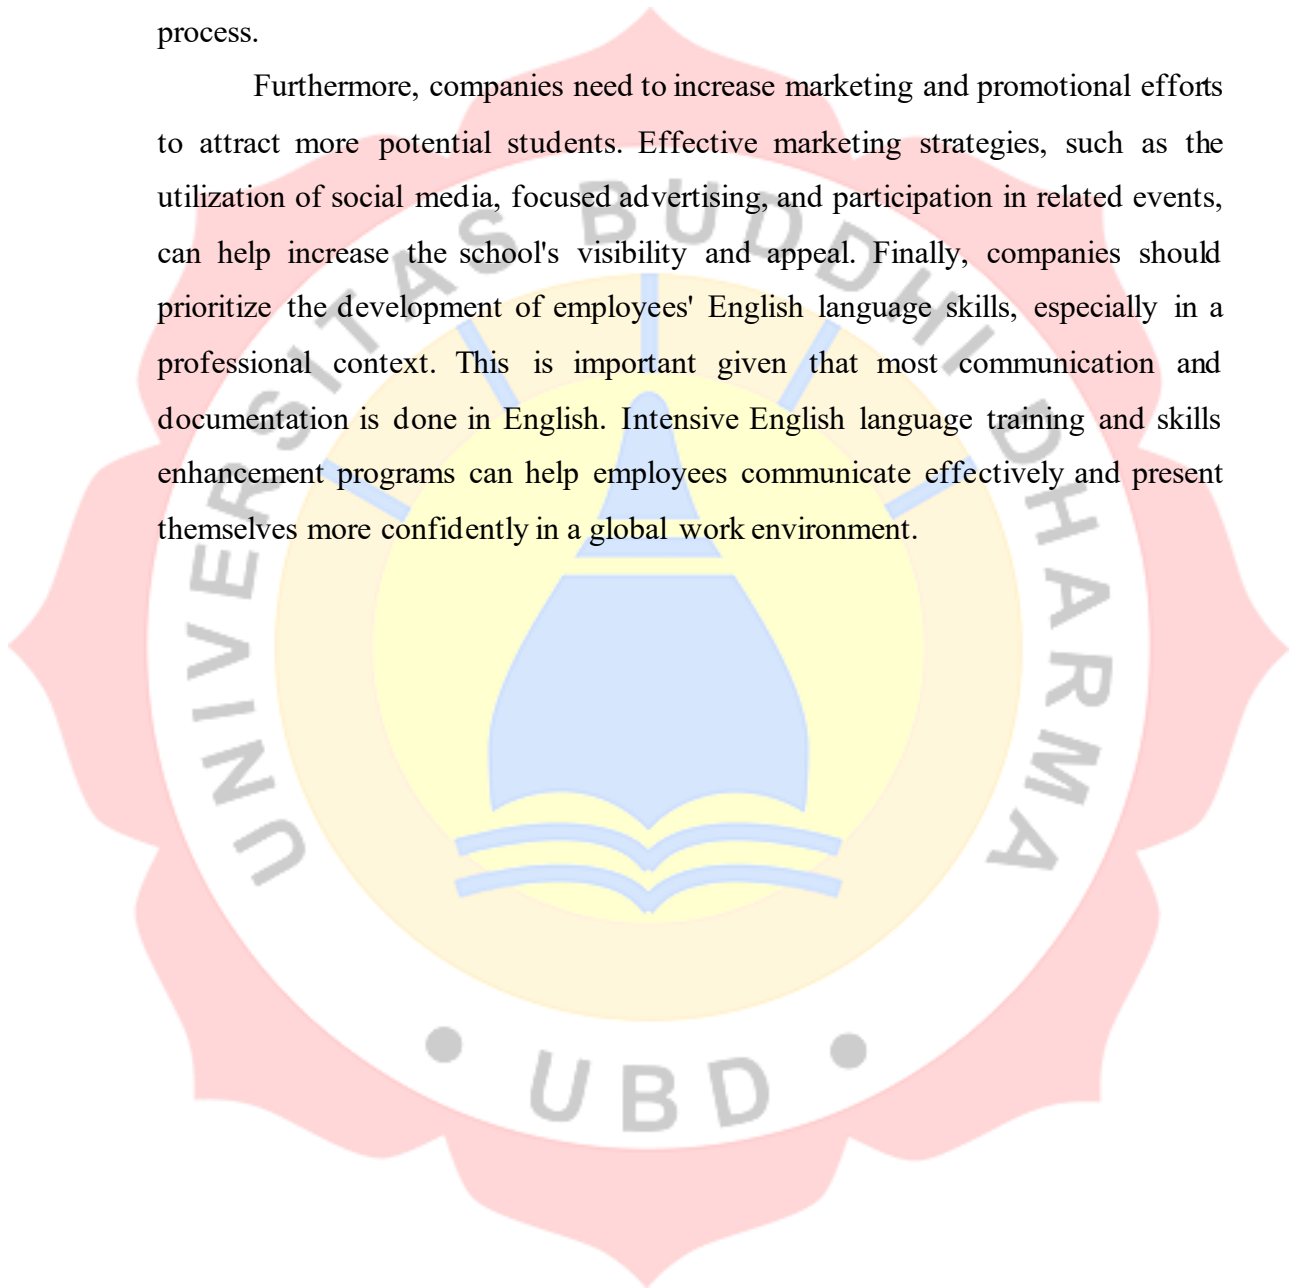 process.
Furthermore, companies need to increase marketing and promotional efforts
to attract more potential students. Effective marketing strategies, such as the
utilization of social media, focused advertising, and participation in related events,
can help increase the school's visibility and appeal. Finally, companies should
prioritize the development of employees' English language skills, especially in a
professional context. This is important given that most communication and
documentation is done in English. Intensive English language training and skills
enhancement programs can help employees communicate effectively and present
themselves more confidently in a global work environment.
UNIVERSITAS BUDDHI DHARMA
• UBD •